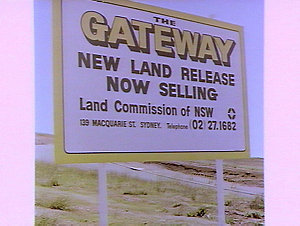 THE
GATEWAY
NEW LAND RELEASE
NOW SELLING
Land Commission of NSW
139 MACQUARIE ST. SYDNEY. Telephone (02) 27.1682